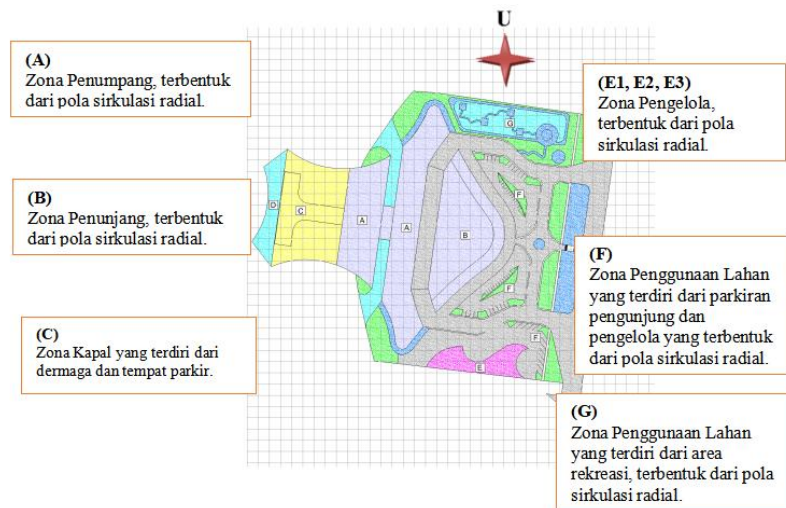 U
(A)
Zona Penumpang, terbentuk
dari pola sirkulasi radial.
(B)
Zona Penunjang, terbentuk
dari pola sirkulasi radial.
(C)
Zona Kapal yang terdiri dari
dermaga dan tempat parkir.
(E1, E2, E3)
Zona Pengelola,
terbentuk dari pola
sirkulasi radial.
(F)
Zona Penggunaan Lahan
yang terdiri dari parkiran
pengunjung dan
pengelola yang terbentuk
dari pola sirkulasi radial.
(G)
Zona Penggunaan Lahan
yang terdiri dari area
rekreasi, terbentuk dari pola
sirkulasi radial.
G
F
D
C
A
A
B
F
F
E